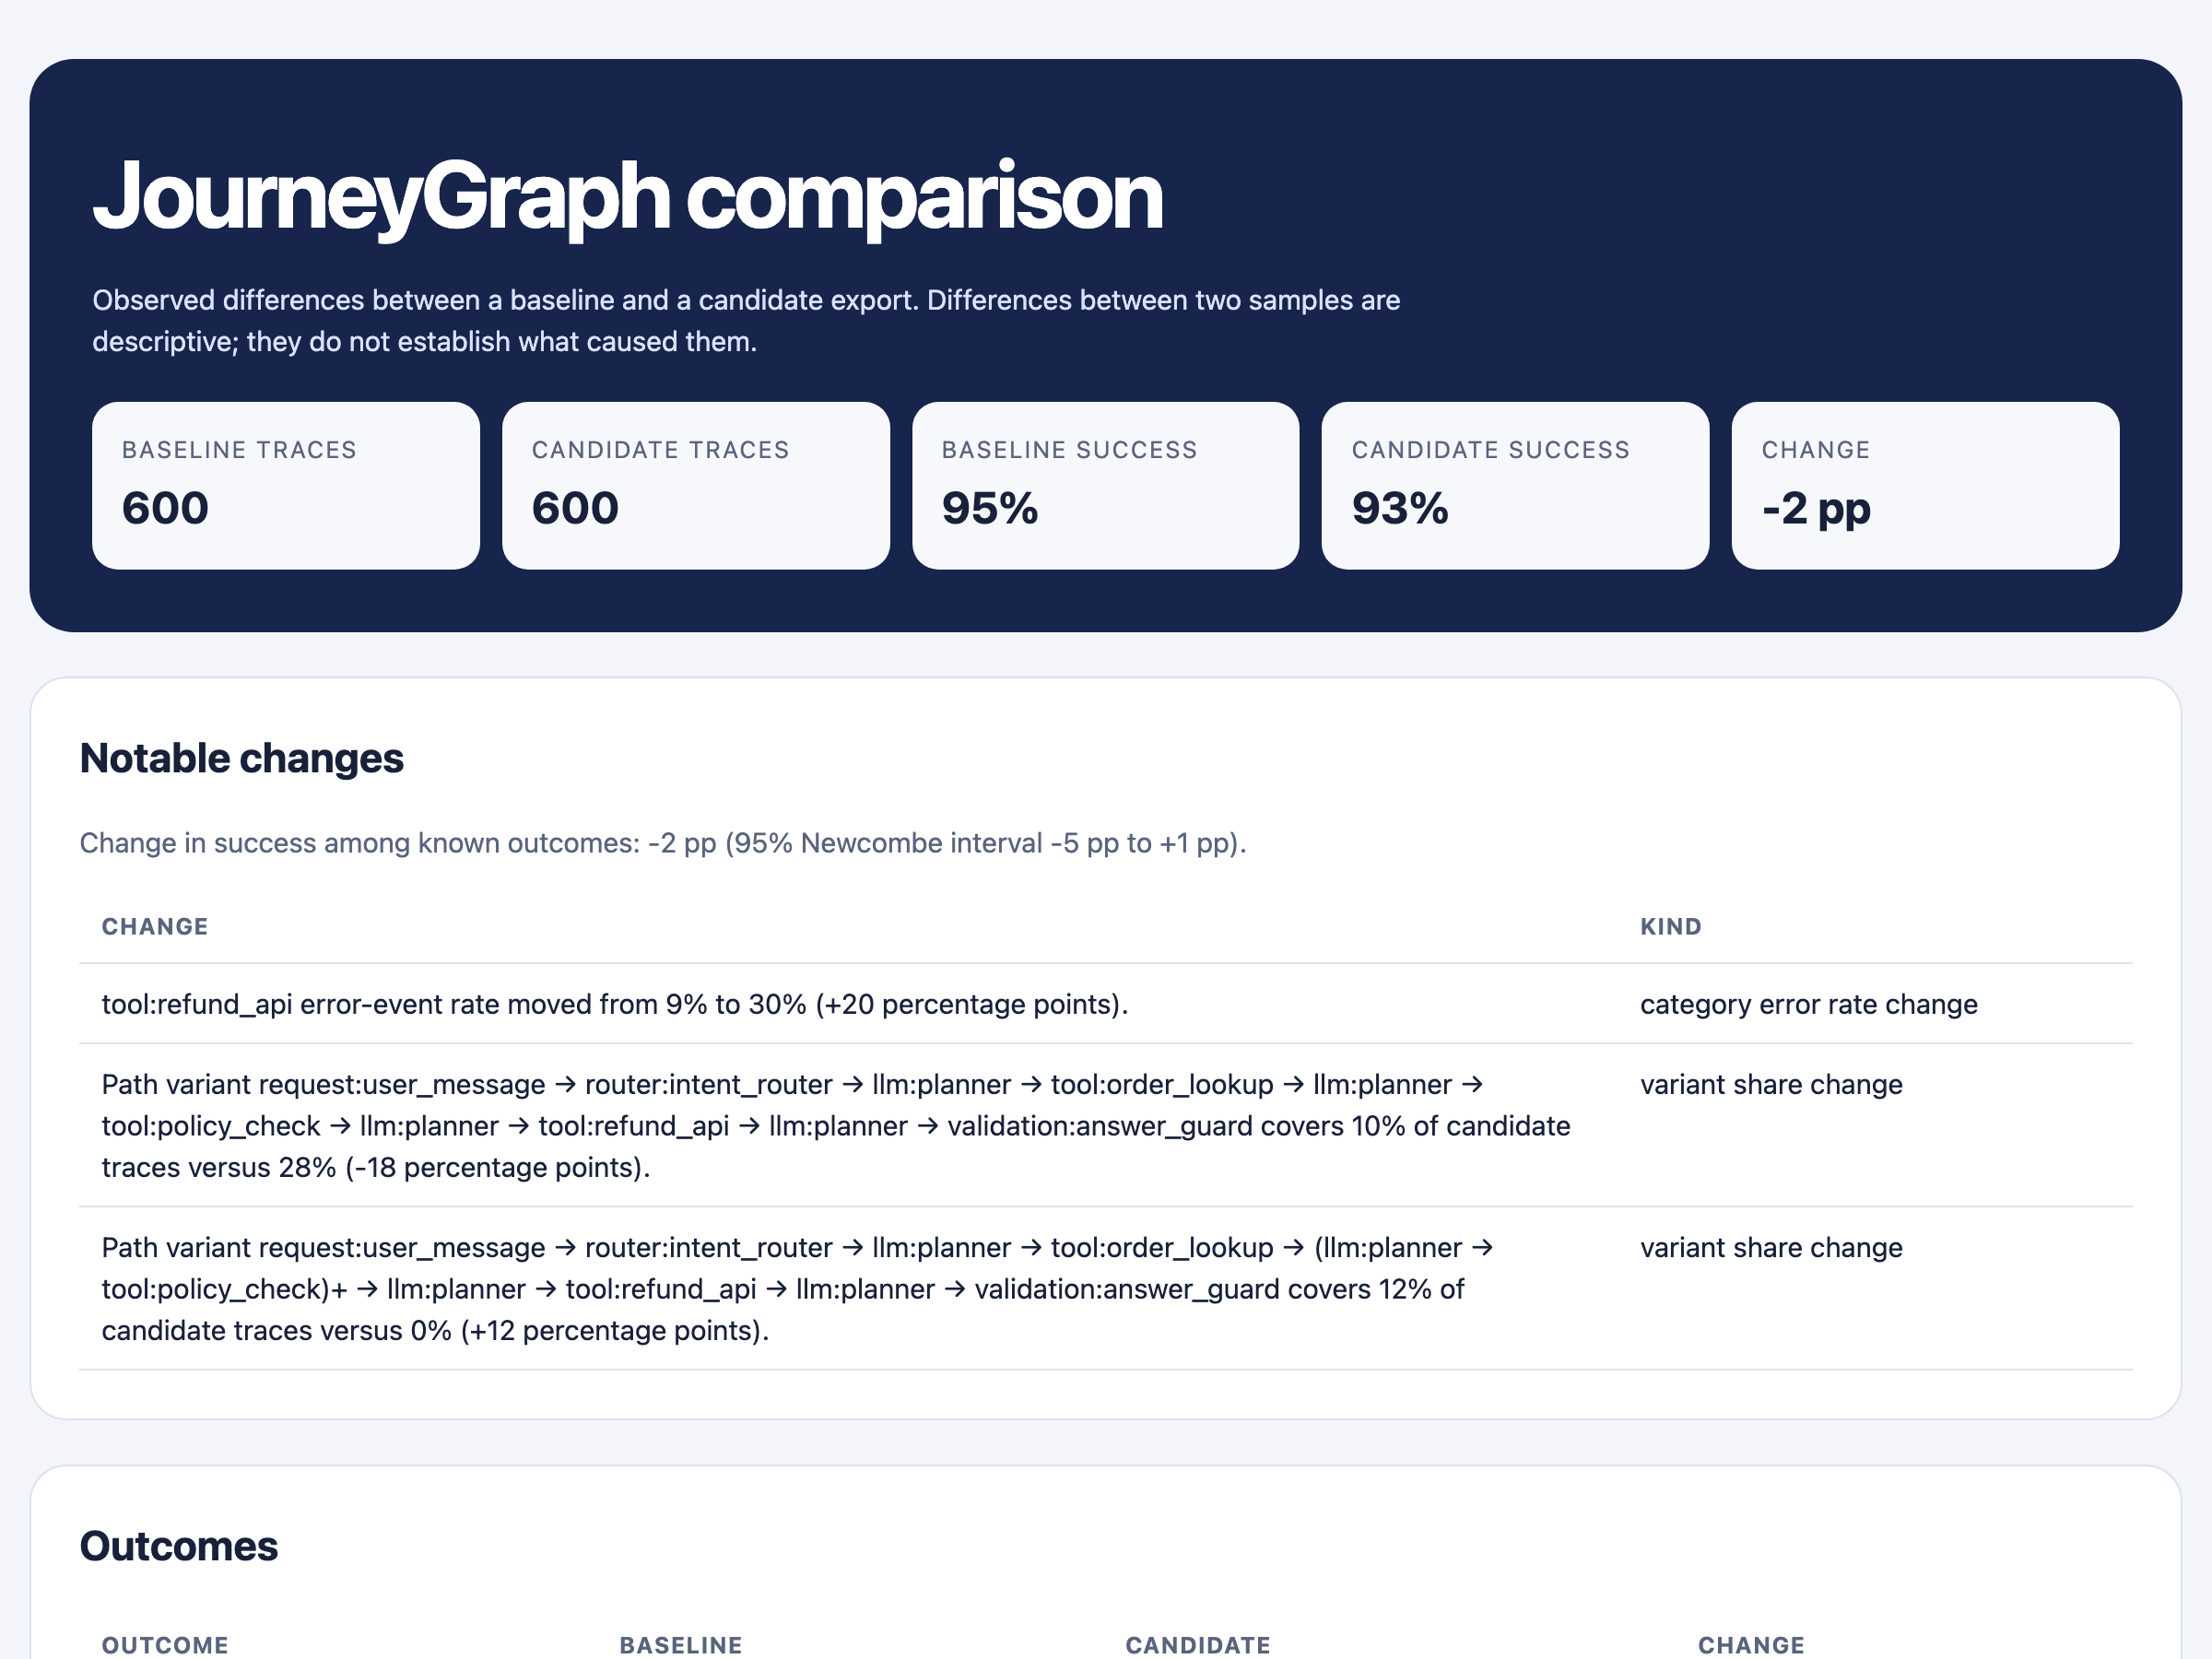 JourneyGraph comparison
Observed differences between a baseline and a candidate export. Differences between two samples are
descriptive; they do not establish what caused them.
BASELINE TRACES
600
CANDIDATE TRACES
600
BASELINE SUCCESS
95%
CANDIDATE SUCCESS
93%
CHANGE
-2 pp
Notable changes
Change in success among known outcomes: -2 pp (95% Newcombe interval -5 pp to +1 pp).
CHANGE KIND
tool:refund_api error-event rate moved from 9% to 30% (+20 percentage points). category error rate change
Path variant request:user_message → router:intent_router → llm:planner → tool:order_lookup → llm:planner → variant share change
tool:policy_check → llm:planner → tool:refund_api → llm:planner → validation:answer_guard covers 10% of candidate
traces versus 28% (-18 percentage points).
Path variant request:user_message → router:intent_router → llm:planner → tool:order_lookup → (llm:planner → variant share change
tool:policy_check)+ → llm:planner → tool:refund_api → llm:planner → validation:answer_guard covers 12% of
candidate traces versus 0% (+12 percentage points).
Outcomes
OUTCOME BASELINE CANDIDATE CHANGE